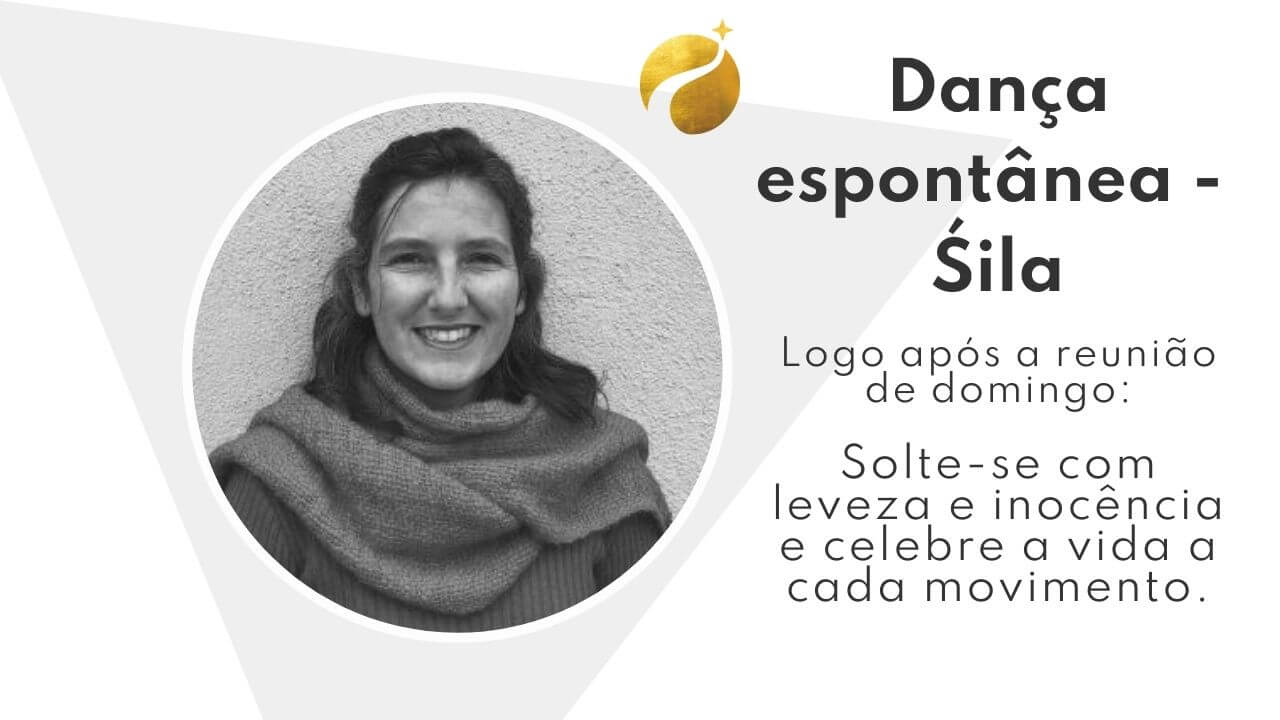 Dança
espontânea -
Śila
Logo após a reunião
de domingo:
Solte-se com
leveza e inocência
e celebre a vida a
cada movimento.